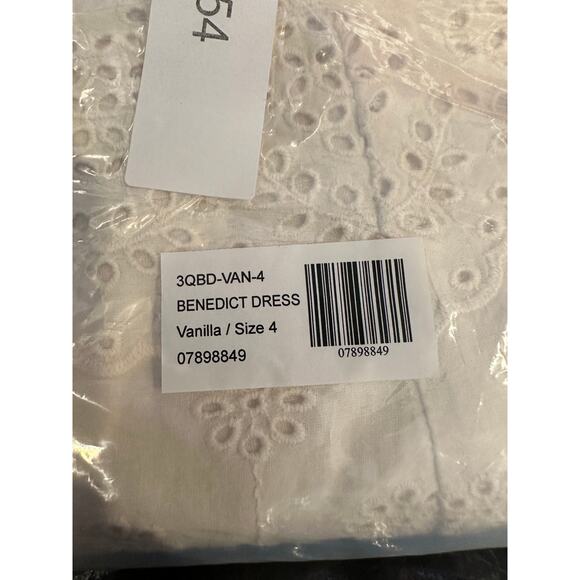 54
3QBD-VAN-4
BENEDICT DRESS
Vanilla / Size 4
07898849
07898849